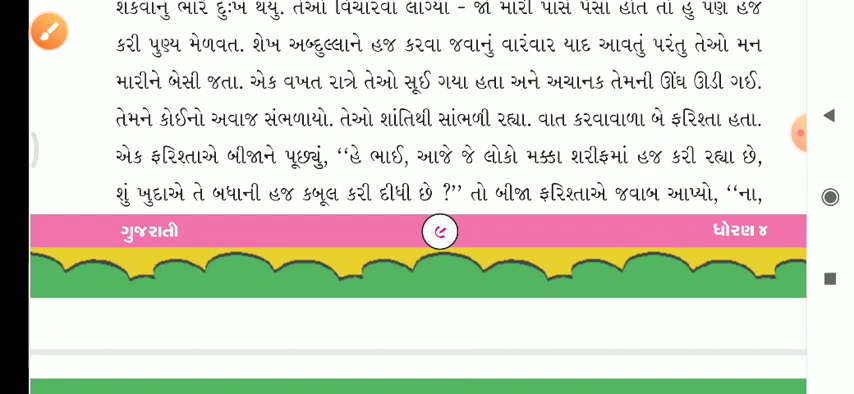 શકવાનું ભારે દુઃખ થયું. તેઓ વિચારવા લાગ્યા - જો મારી પાસે પૈસા હોત તો હું પણ હજ
કરી પુણ્ય મેળવત. શેખ અબ્દુલ્લાને હજ કરવા જવાનું વારંવાર યાદ આવતું પરંતુ તેઓ મન
મારીને બેસી જતા. એક વખત રાત્રે તેઓ સૂઈ ગયા હતા અને અચાનક તેમની ઊંઘ ઊડી ગઈ.
તેમને કોઈનો અવાજ સંભળાયો. તેઓ શાંતિથી સાંભળી રહ્યા. વાત કરવાવાળા બે ફરિશ્તા હતા.
એક ફરિશ્તાએ બીજાને પૂછ્યું, ‘‘હે ભાઈ, આજે જે લોકો મક્કા શરીફમાં હજ કરી રહ્યા છે,
શું ખુદાએ તે બધાની હજ કબૂલ કરી દીધી છે ?’’ તો બીજા ફરિશ્તાએ જવાબ આપ્યો, ‘‘ના,
ગુજરાતી ૯ ધોરણ ૪